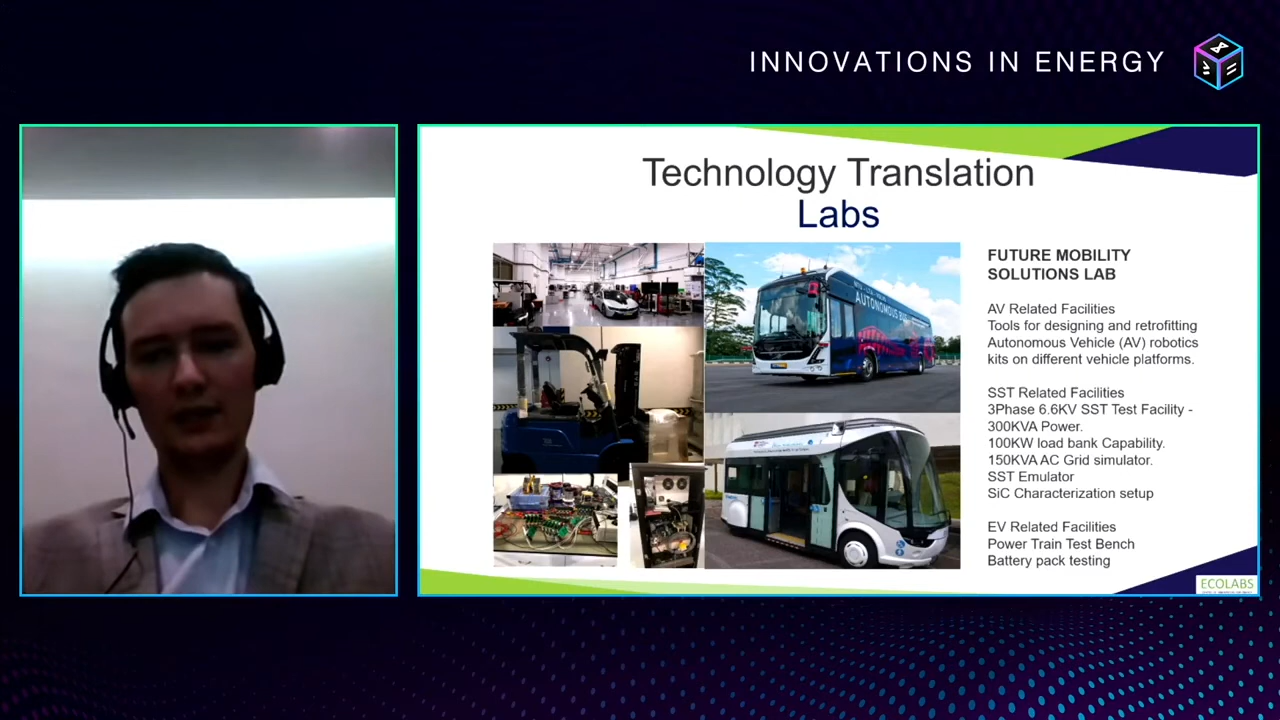 INNOVATIONS IN ENERGY
Technology Translation
Labs
AUTONOMOUS BUS
FUTURE MOBILITY
SOLUTIONS LAB
AV Related Facilities
Tools for designing and retrofitting
Autonomous Vehicle (AV) robotics
kits on different vehicle platforms.
SST Related Facilities
3Phase 6.6KV SST Test Facility -
300KVA Power.
100KW load bank Capability.
150KVA AC Grid simulator.
SST Emulator
SiC Characterization setup
EV Related Facilities
Power Train Test Bench
Battery pack testing
ECOLABS